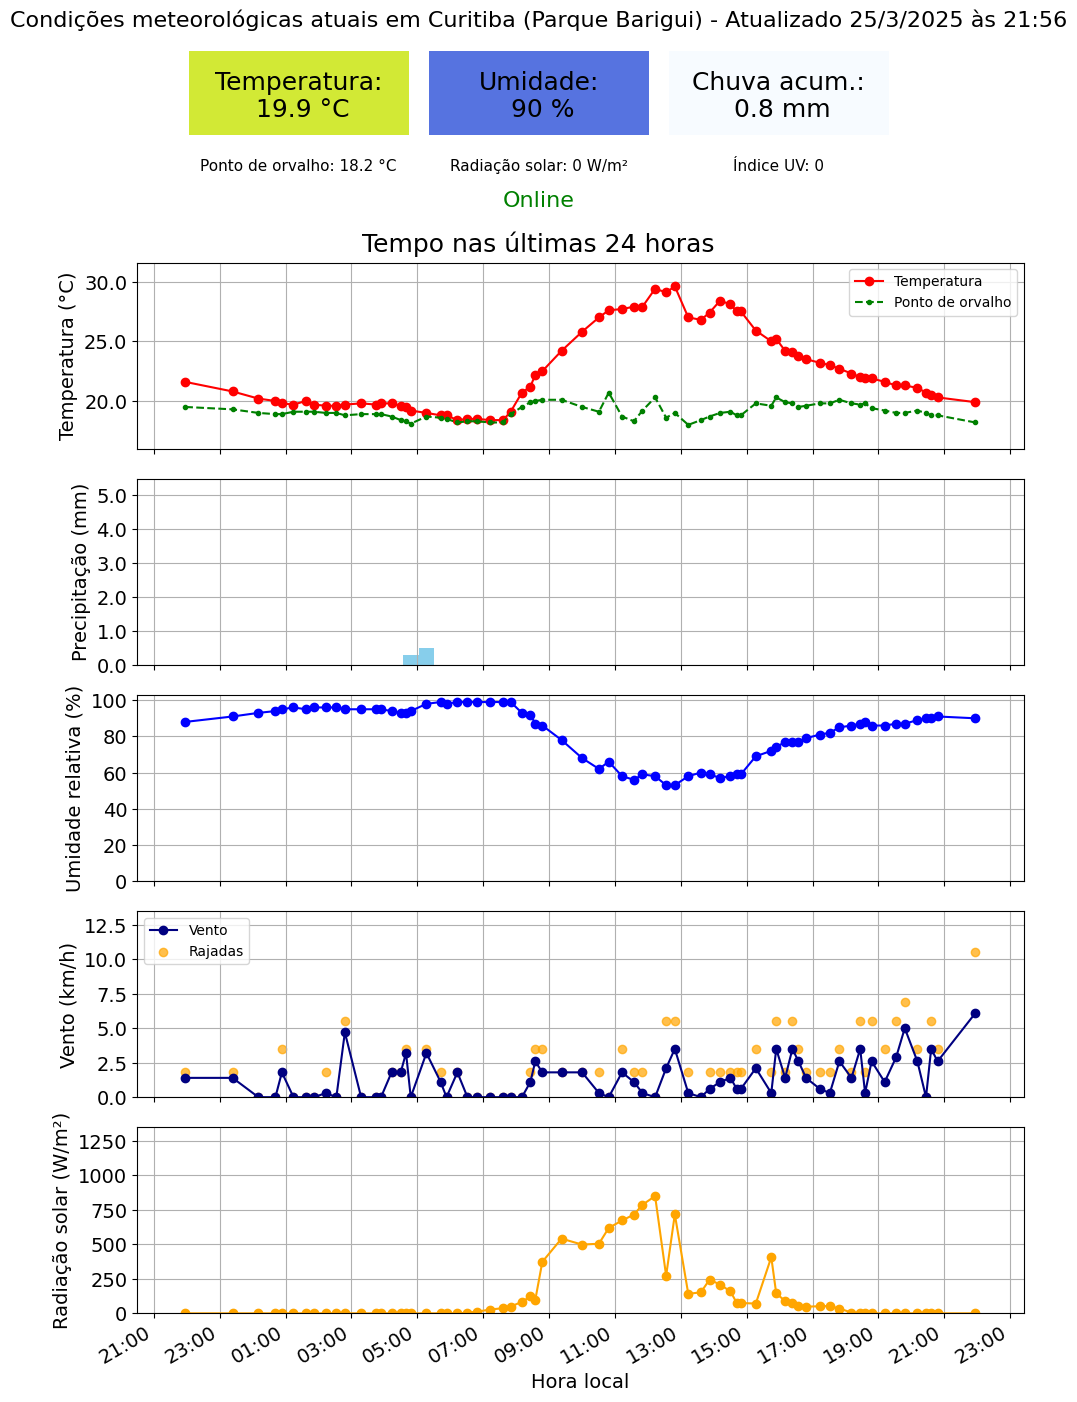 Condições meteorológicas atuais em Curitiba (Parque Barigui) - Atualizado 25/3/2025 às 21:56
Temperatura:
19.9 °C
Umidade:
90 %
Chuva acum.:
0.8 mm
Ponto de orvalho: 18.2 °C
Radiação solar: 0 W/m²
Índice UV: 0
Online
Tempo nas últimas 24 horas
Temperatura (°C)
30.0
25.0
20.0
Temperatura
Ponto de orvalho
Precipitação (mm)
5.0
4.0
3.0
2.0
1.0
0.0
Umidade relativa (%)
100
80
60
40
20
0
Vento (km/h)
12.5
10.0
7.5
5.0
2.5
0.0
Vento
Rajadas
Radiação solar (W/m²)
1250
1000
750
500
250
0
21:00
23:00
01:00
03:00
05:00
07:00
09:00
11:00
13:00
15:00
17:00
19:00
21:00
23:00
Hora local